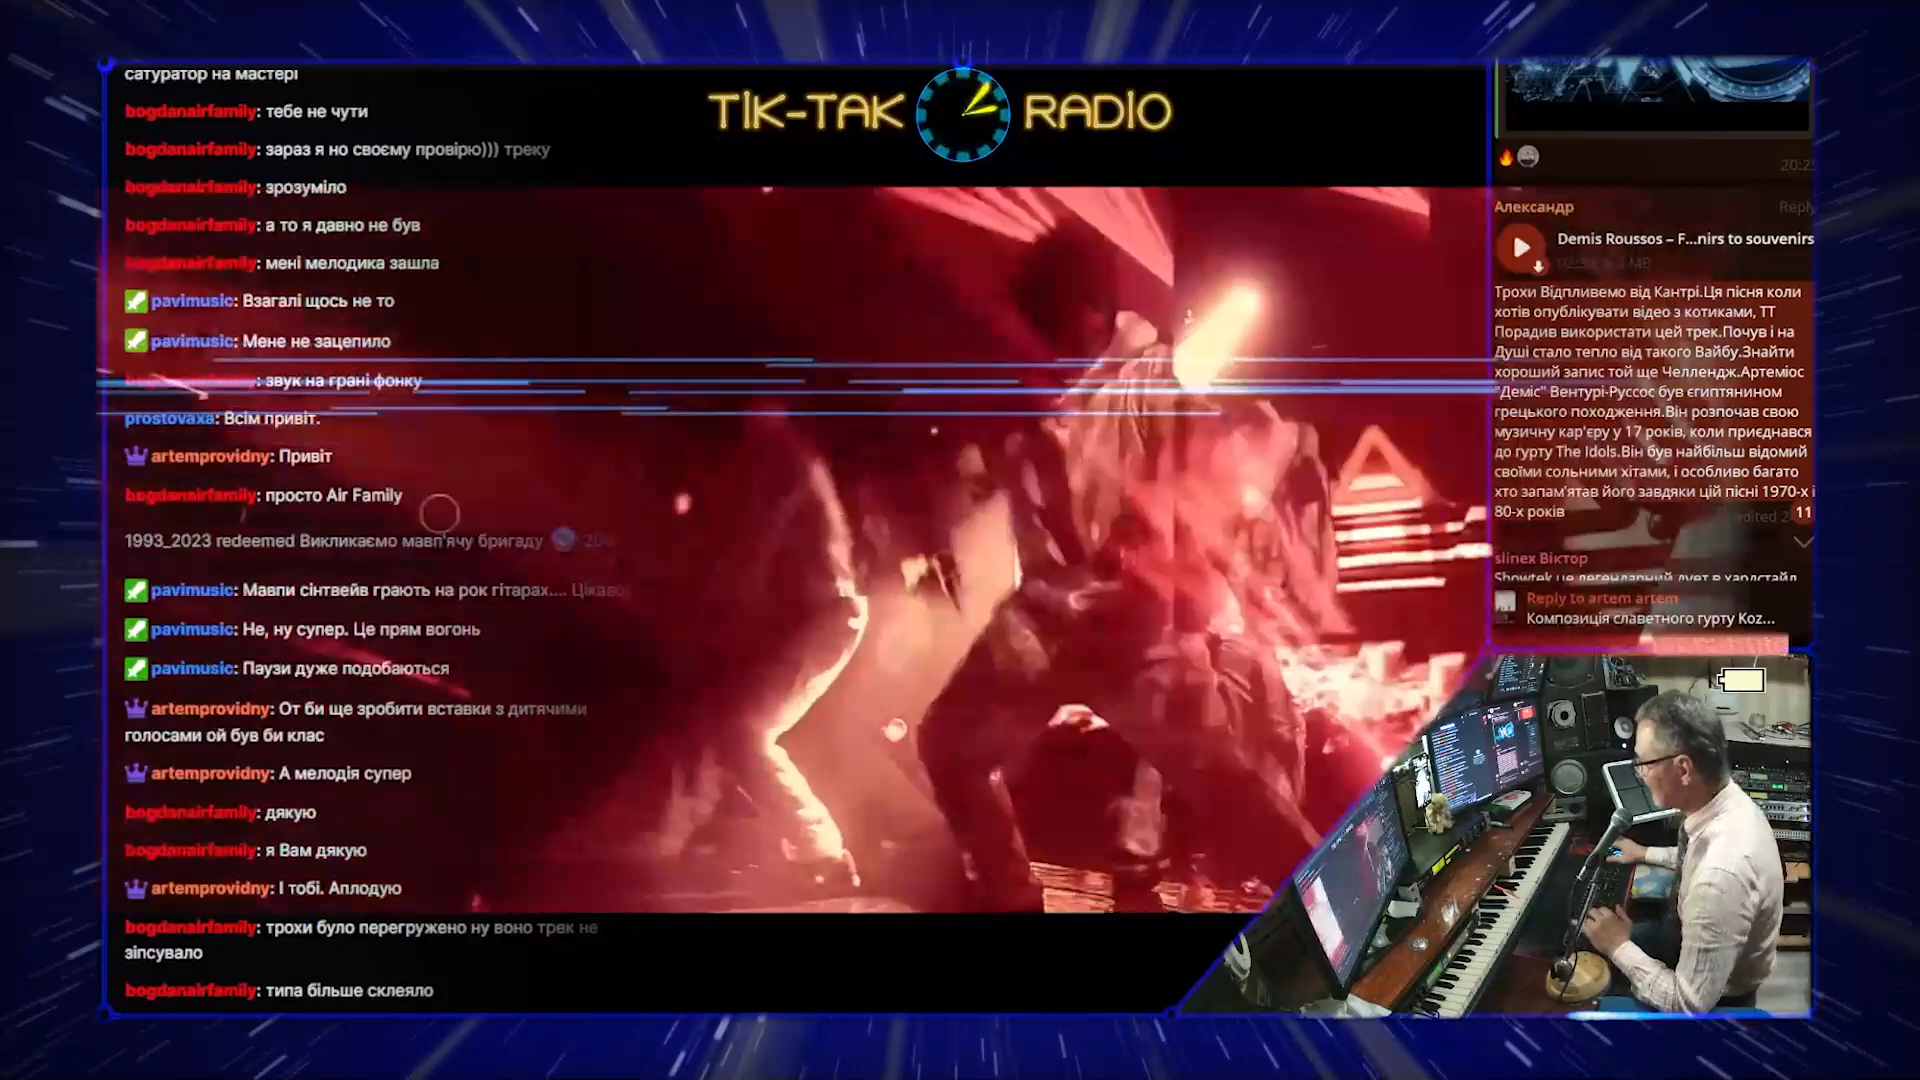 сатуратор на мастері
bogdanairfamily: тебе не чути
bogdanairfamily: зараз я но своєму провірю))) треку
bogdanairfamily: зрозуміло
bogdanairfamily: а то я давно не був
bogdanairfamily: мені мелодика зашла
pavimusic: Взагалі щось не то
pavimusic: Мене не зацепило
: звук на грані фонку
prostovaxa: Всім привіт.
artemprovidny: Привіт
bogdanairfamily: просто Air Family
1993_2023 redeemed Викликаємо мавп'ячу бригаду
pavimusic: Мавпи сінтвейв грають на рок гітарах....
pavimusic: Не, ну супер. Це прям вогонь
pavimusic: Паузи дуже подобаються
artemprovidny: От би ще зробити вставки з дитячими
голосами ой був би клас
artemprovidny: А мелодія супер
bogdanairfamily: дякую
bogdanairfamily: я Вам дякую
artemprovidny: І тобі. Аплодую
bogdanairfamily: трохи було перегружено ну воно трек не
зіпсувало
bogdanairfamily: типа більше склеяло
TIK-TAK RADIO
20:2
Александр
Reply
Demis Roussos – F...nirs to souvenirs
Трохи Відпливемо від Кантрі.Ця пісня коли
хотів опублікувати відео з котиками, ТТ
Порадив використати цей трек.Почув і на
Душі стало тепло від такого Вайбу.Знайти
хороший запис той ще Челлендж.Артеміос
"Деміс" Вентурі-Руссос був єгиптянином
грецького походження.Він розпочав свою
музичну кар'єру у 17 років, коли приєднався
до гурту The Idols.Він був найбільш відомий
своїми сольними хітами, і особливо багато
хто запам'ятав його завдяки цій пісні 1970-х і
80-х років
edited 2
11
slinex Віктор
Showtek це легендарний дует в хардстайл
Reply to artem artem
Композиція славетного гурту Koz...